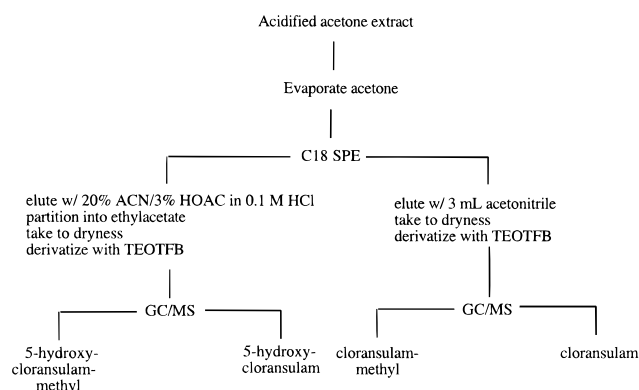 Acidified acetone extract
Evaporate acetone
C18 SPE
elute w/ 20% ACN/3% HOAC in 0.1 M HCl
partition into ethylacetate
take to dryness
derivatize with TEOTFB
elute w/ 3 mL acetonitrile
take to dryness
derivatize with TEOTFB
GC/MS
GC/MS
5-hydroxy-
cloransulam-
methyl
5-hydroxy-
cloransulam
cloransulam-
methyl
cloransulam